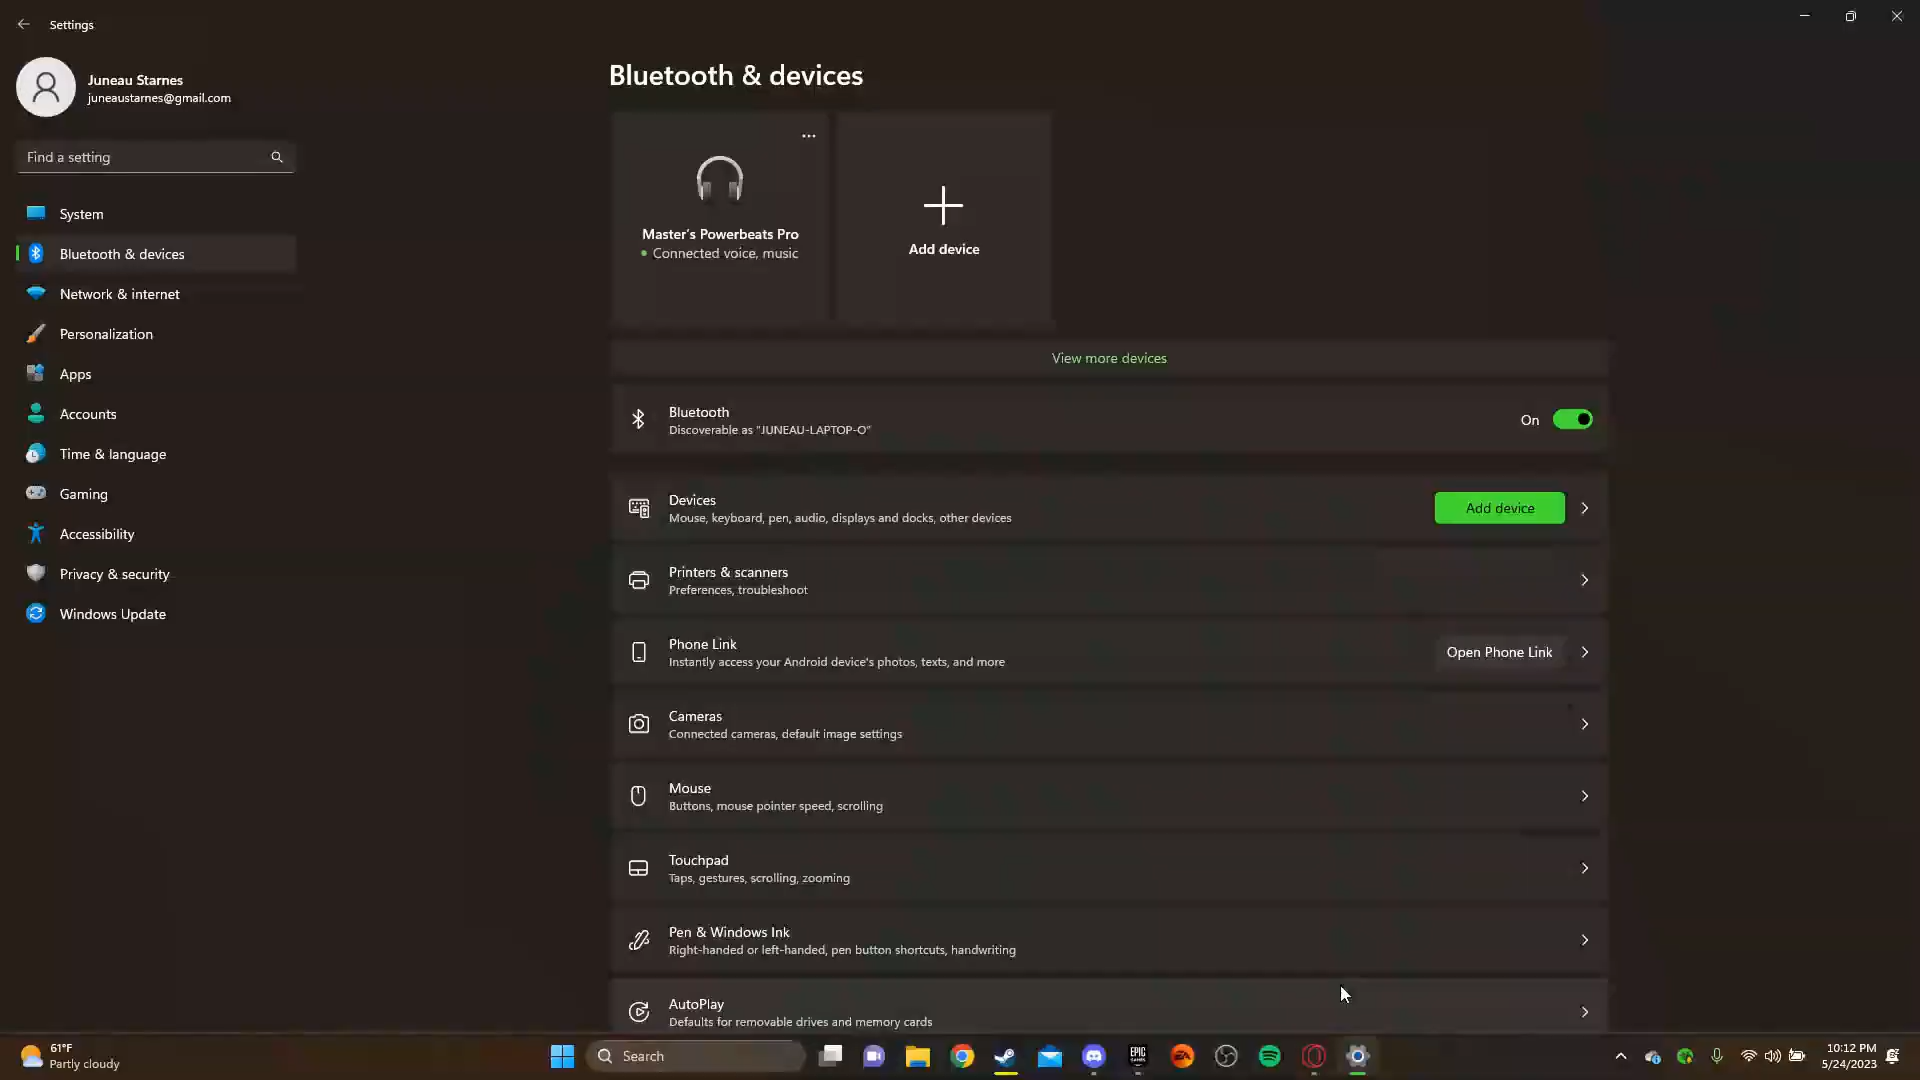 Settings
Juneau Starnes
juneaustarnes@gmail.com
Find a setting
System
Bluetooth & devices
Network & internet
Personalization
Apps
Accounts
Time & language
Gaming
Accessibility
Privacy & security
Windows Update
Bluetooth & devices
Master's Powerbeats Pro
Connected voice, music
Add device
View more devices
Bluetooth
Discoverable as "JUNEAU-LAPTOP-O"
On
Devices
Mouse, keyboard, pen, audio, displays and docks, other devices
Add device
Printers & scanners
Preferences, troubleshoot
Phone Link
Instantly access your Android device's photos, texts, and more
Open Phone Link
Cameras
Connected cameras, default image settings
Mouse
Buttons, mouse pointer speed, scrolling
Touchpad
Taps, gestures, scrolling, zooming
Pen & Windows Ink
Right-handed or left-handed, pen button shortcuts, handwriting
AutoPlay
Defaults for removable drives and memory cards
61°F
Partly cloudy
Search
EPIC
GAMES
EA
10:12 PM
5/24/2023